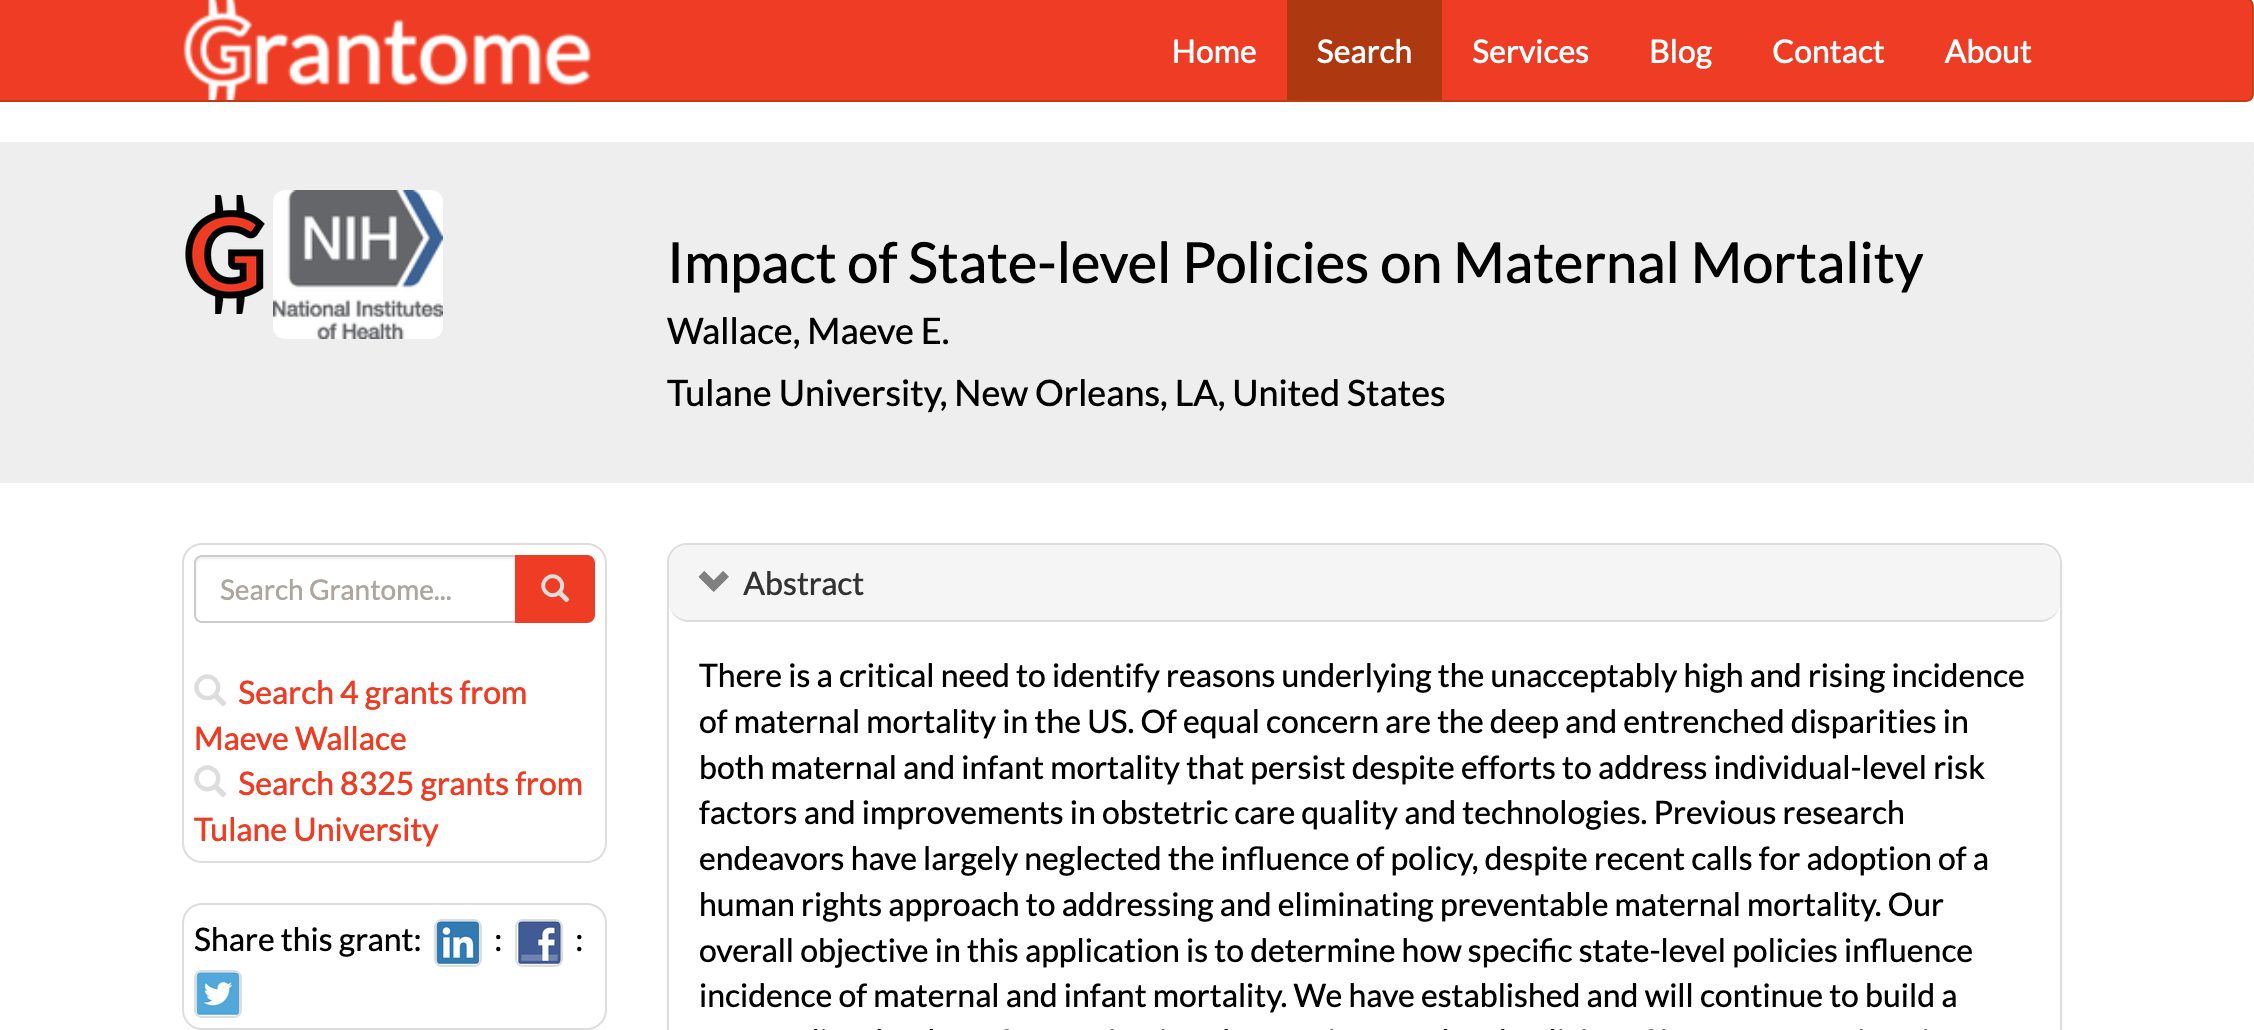 Grantome
Home Search Services Blog Contact About
G NIH
National Institutes
of Health
Impact of State-level Policies on Maternal Mortality
Wallace, Maeve E.
Tulane University, New Orleans, LA, United States
Search Grantome...
Search 4 grants from
Maeve Wallace
Search 8325 grants from
Tulane University
Share this grant: in : f :
Abstract
There is a critical need to identify reasons underlying the unacceptably high and rising incidence
of maternal mortality in the US. Of equal concern are the deep and entrenched disparities in
both maternal and infant mortality that persist despite efforts to address individual-level risk
factors and improvements in obstetric care quality and technologies. Previous research
endeavors have largely neglected the influence of policy, despite recent calls for adoption of a
human rights approach to addressing and eliminating preventable maternal mortality. Our
overall objective in this application is to determine how specific state-level policies influence
incidence of maternal and infant mortality. We have established and will continue to build a